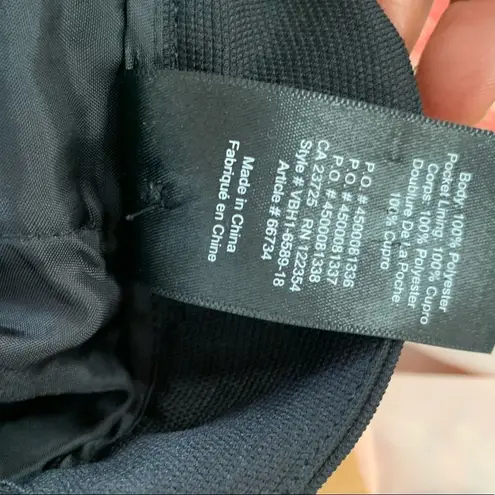 Body: 100% Polyester
Pocket Lining: 100% Cupro
Corps: 100% Polyester
Doublure De La Poche:
100% Cupro
P.O. # 4500081336
P.O. # 4500081337
P.O. # 4500081338
CA 23725 RN 122354
Style # VBH11-6589-18
Article # 66734
Made in China
Fabriqué en Chine